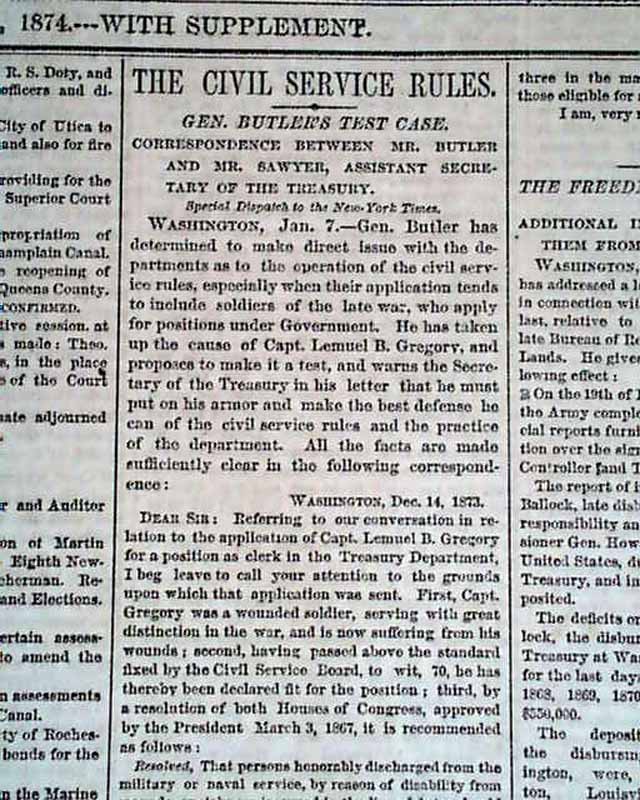 , 1874.---WITH SUPPLEMENT.
R. S. Doty, and
officers and di-
City of Utica to
and also for fire
roviding for the
Superior Court
propriation of
haamplain Canal.
e reopening of
Queens County.
CONFIRMED.
tive session, at
s made: Theo.
s, in the place
s of the Court
nate adjourned
r and Auditor
on of Martin
Eighth New-
cherman. Re-
and Elections.
ertain assess-
to amend the
n assessments
Canal.
ty of Roches-
bonds for the
in the Marine
THE CIVIL SERVICE RULES.
GEN. BUTLER'S TEST CASE.
CORRESPONDENCE BETWEEN MR. BUTLER
AND MR. SAWYER, ASSISTANT SECRE-
TARY OF THE TREASURY.
Special Dispatch to the New-York Times.
WASHINGTON, Jan. 7.—Gen. Butler has
determined to make direct issue with the de-
partments as to the operation of the civil serv-
ice rules, especially when their application tends
to include soldiers of the late war, who apply
for positions under Government. He has taken
up the cause of Capt. Lemuel B. Gregory, and
proposes to make it a test, and warns the Secre-
tary of the Treasury in his letter that he must
put on his armor and make the best defense he
can of the civil service rules and the practice
of the department. All the facts are made
sufficiently clear in the following correspond-
ence:
WASHINGTON, Dec. 14, 1873.
DEAR SIR: Referring to our conversation in re-
lation to the application of Capt. Lemuel B. Gregory
for a position as clerk in the Treasury Department,
I beg leave to call your attention to the grounds
upon which that application was sent. First, Capt.
Gregory was a wounded soldier, serving with great
distinction in the war, and is now suffering from his
wounds; second, having passed above the standard
fixed by the Civil Service Board, to wit, 70, he has
thereby been declared fit for the position; third, by
a resolution of both Houses of Congress, approved
by the President March 3, 1867, it is recommended
as follows:
Resolved, That persons honorably discharged from the
military or naval service, by reason of disability from
three in the ma
those eligible for
I am, very
THE FREED
ADDITIONAL I
THEM FROM
WASHINGTON,
has addressed a l
in connection wi
last, relative to
late Bureau of Re
Lands. He give
lowing effect:
On the 19th of
the Army comple
cial reports furni
tion over the sig
Controller [and T
The report of i
Ballock, late disb
responsibility an
sioner Gen. How
United States, d
Treasury, and in
posited.
The deficits o
lock, the disbur
Treasury at Wa
for the last days
1868, 1869, 1870
$550,000.
The deposit
the disbursin
ington, were,
ton, Louisv